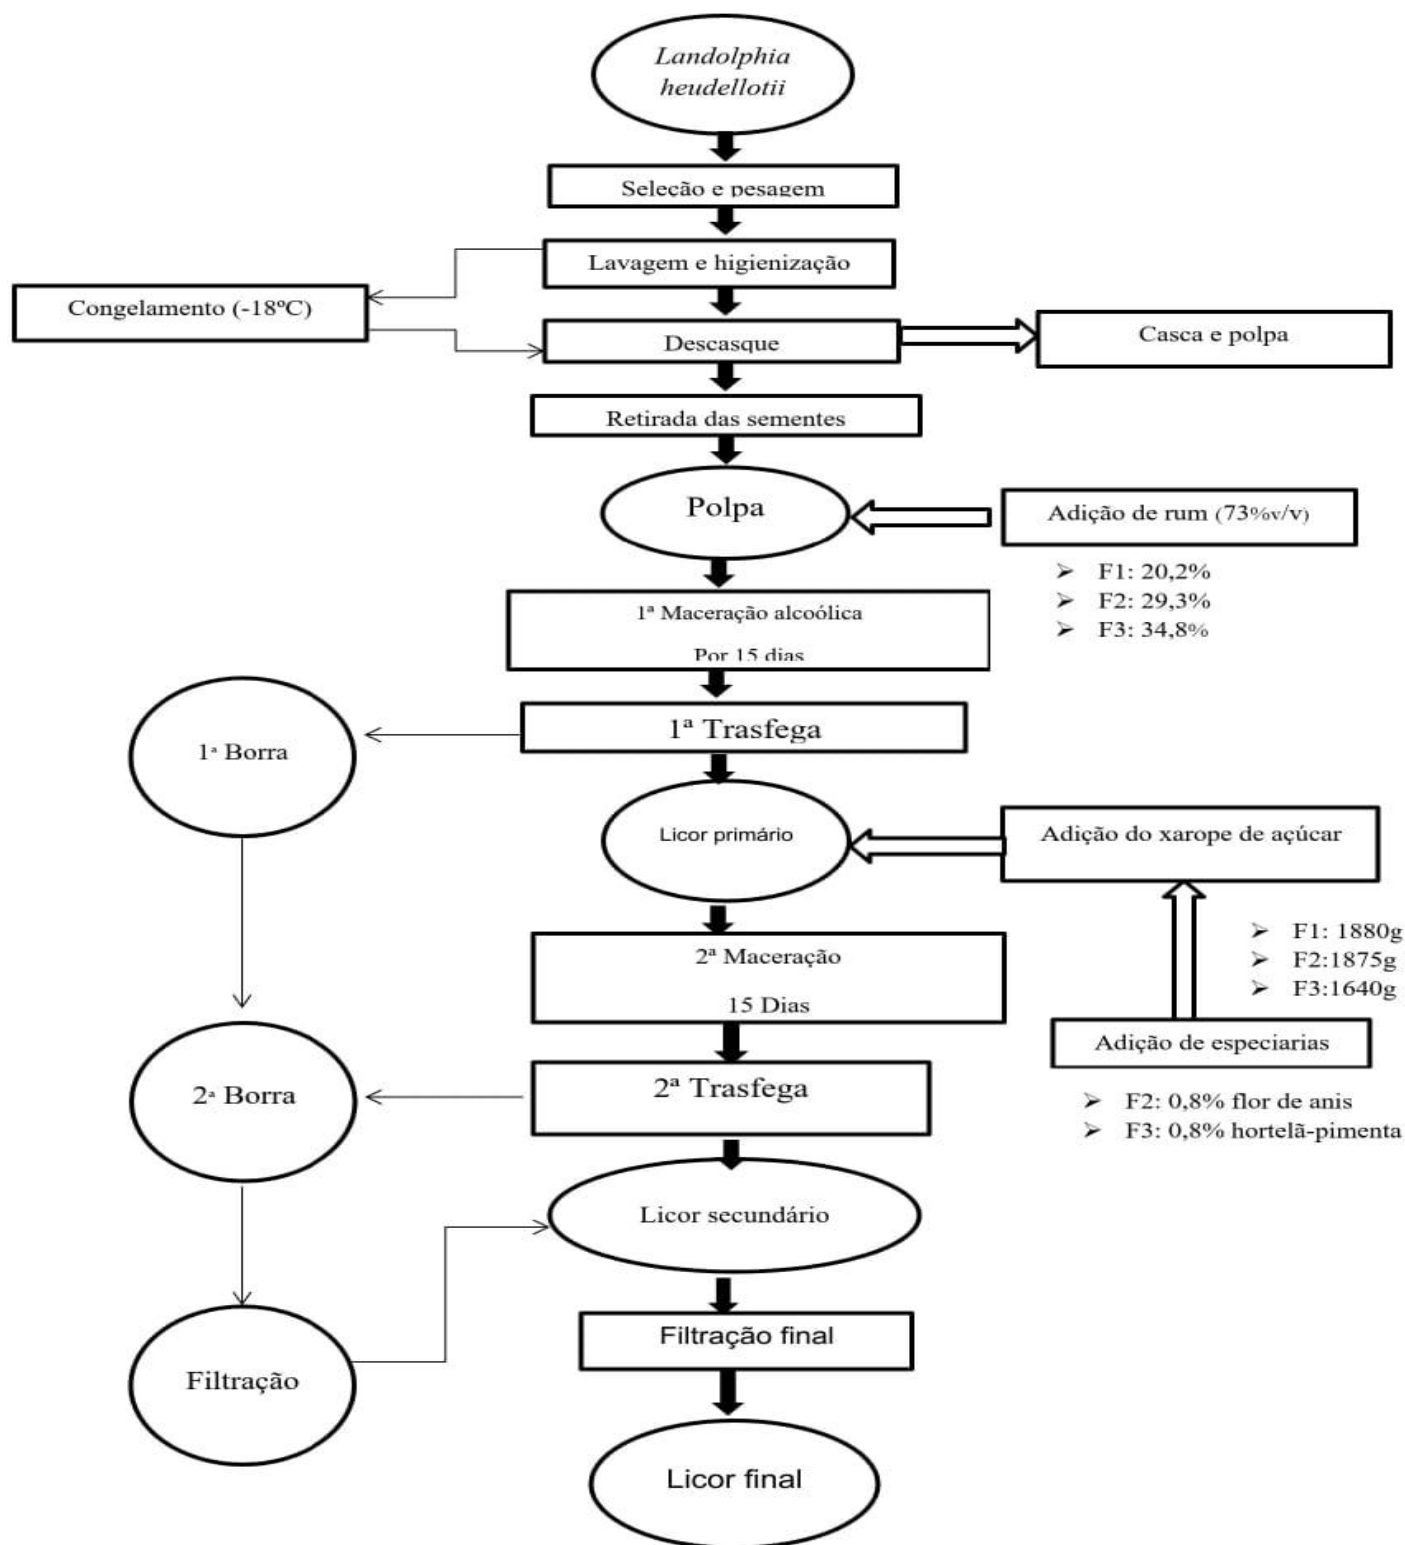 Landolphia
heudellotii
Seleção e pesagem
Lavagem e higienização
Congelamento (-18ºC)
Descasque
Casca e polpa
Retirada das sementes
Polpa
Adição de rum (73%v/v)
➢ F1: 20,2%
➢ F2: 29,3%
➢ F3: 34,8%
1ª Maceração alcoólica
Por 15 dias
1ª Trasfega
1ª Borra
Licor primário
Adição do xarope de açúcar
➢ F1: 1880g
➢ F2:1875g
➢ F3:1640g
2ª Maceração
15 Dias
Adição de especiarias
➢ F2: 0,8% flor de anis
➢ F3: 0,8% hortelã-pimenta
2ª Trasfega
2ª Borra
Licor secundário
Filtração final
Filtração
Licor final